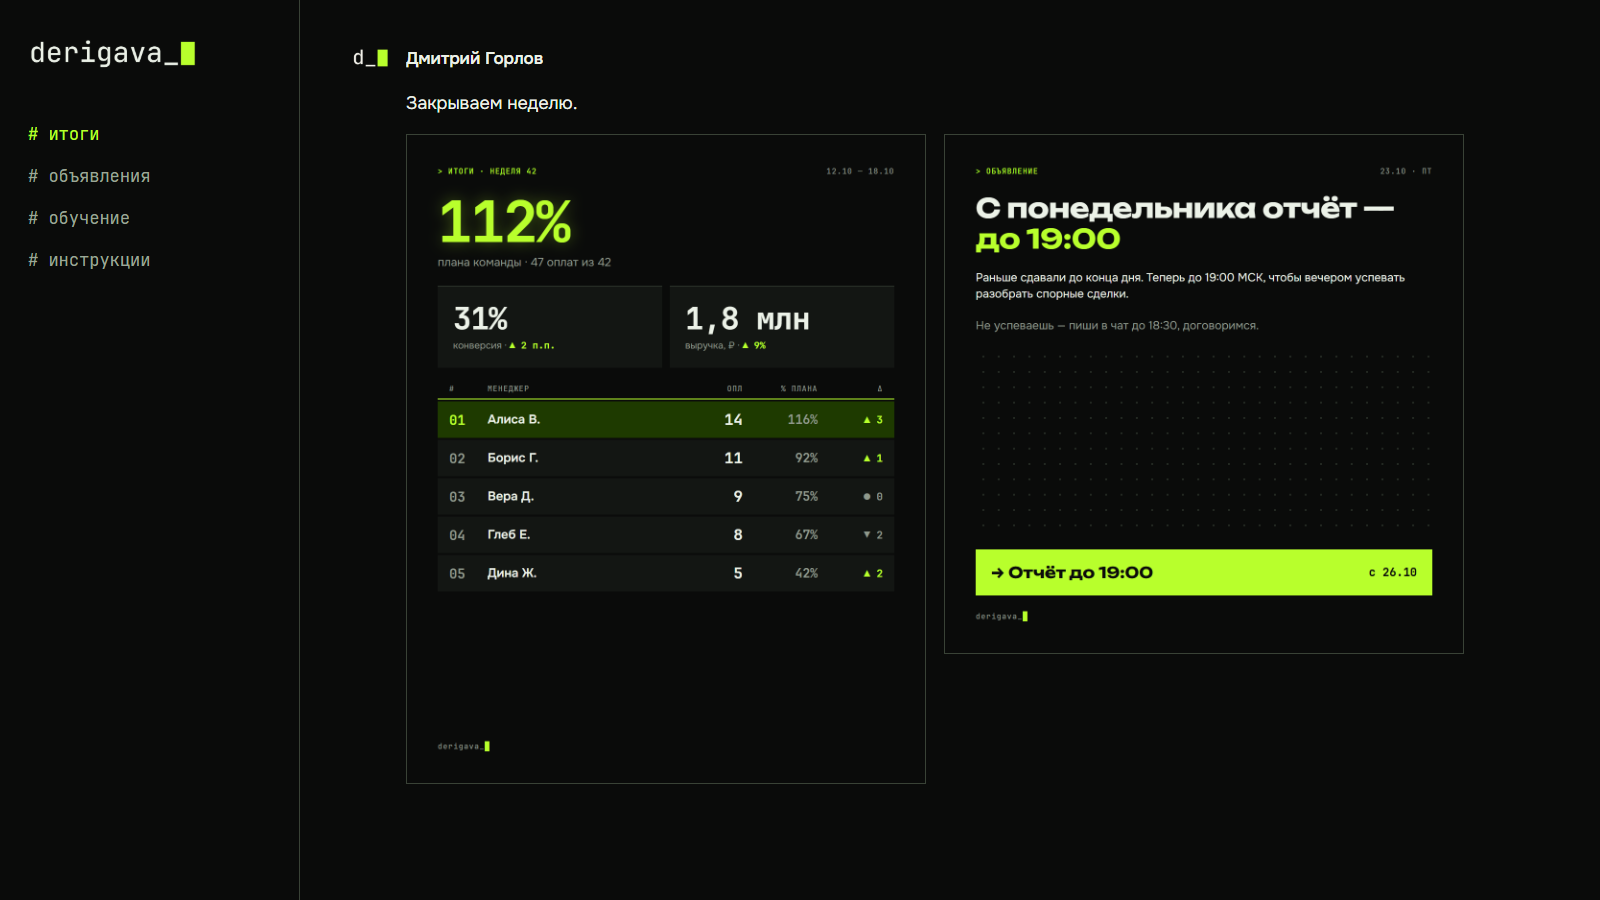 derigava_
# итоги
# объявления
# обучение
# инструкции
d_
Дмитрий Горлов
Закрываем неделю.
> ИТОГИ · НЕДЕЛЯ 42
12.10 — 18.10
112%
плана команды · 47 оплат из 42
31%
конверсия · ▲ 2 п.п.
1,8 млн
выручка, ₽ · ▲ 9%
# МЕНЕДЖЕР ОПЛ % ПЛАНА Δ
01 Алиса В. 14 116% ▲ 3
02 Борис Г. 11 92% ▲ 1
03 Вера Д. 9 75% ● 0
04 Глеб Е. 8 67% ▼ 2
05 Дина Ж. 5 42% ▲ 2
derigava_
> ОБЪЯВЛЕНИЕ
23.10 · ПТ
С понедельника отчёт —
до 19:00
Раньше сдавали до конца дня. Теперь до 19:00 МСК, чтобы вечером успевать
разобрать спорные сделки.
Не успеваешь — пиши в чат до 18:30, договоримся.
→ Отчёт до 19:00
с 26.10
derigava_